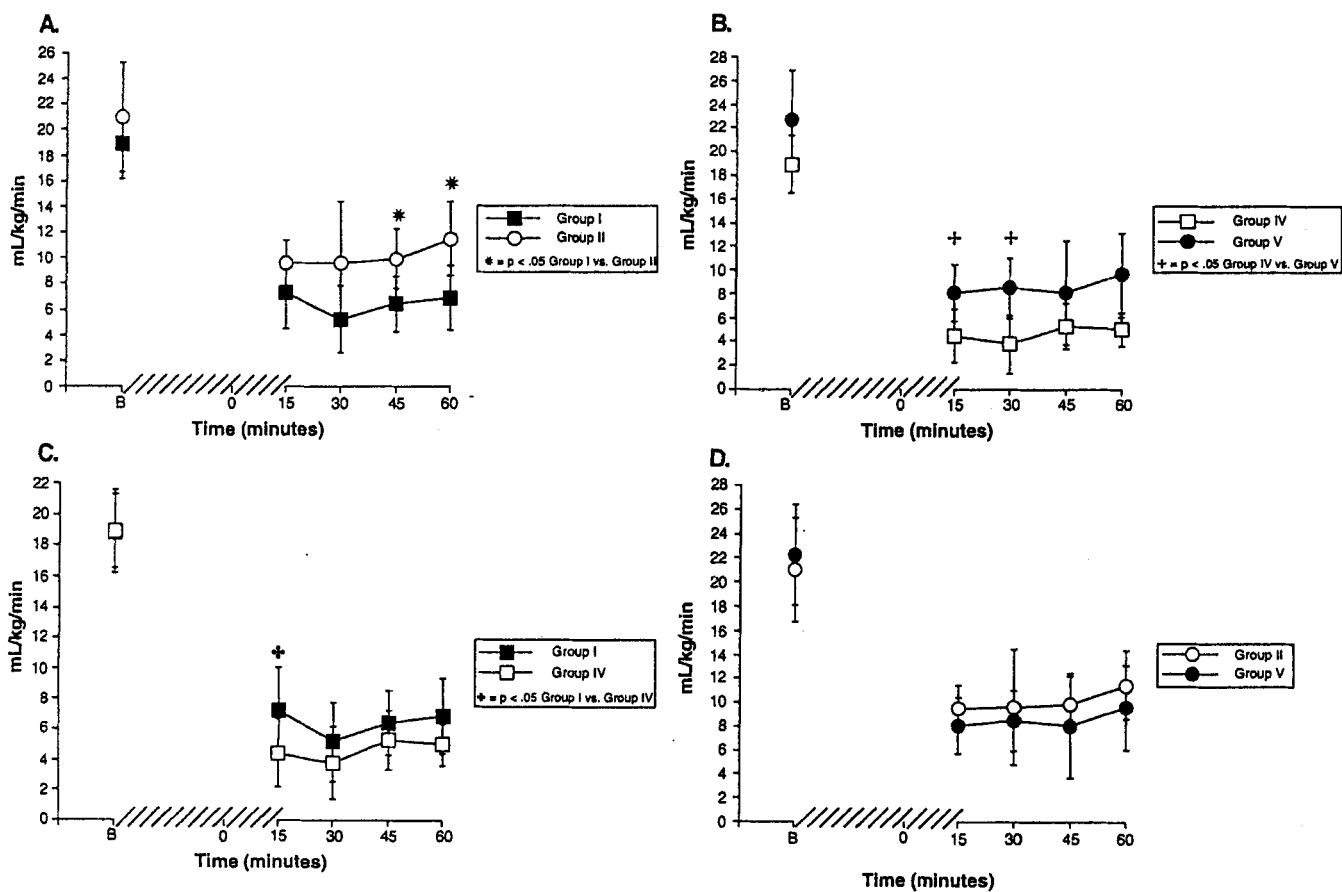 A.
26
24
22
20
18
16
14
12
10
8
6
4
2
0
mL/kg/min
B 0 15 30 45 60
Time (minutes)
* *
Group I
Group II
* = p < .05 Group I vs. Group II
B.
28
26
24
22
20
18
16
14
12
10
8
6
4
2
0
mL/kg/min
B 0 15 30 45 60
Time (minutes)
+ +
Group IV
Group V
+ = p < .05 Group IV vs. Group V
C.
22
20
18
16
14
12
10
8
6
4
2
0
mL/kg/min
B 0 15 30 45 60
Time (minutes)
✤
Group I
Group IV
✤ = p < .05 Group I vs. Group IV
D.
28
26
24
22
20
18
16
14
12
10
8
6
4
2
0
mL/kg/min
B 0 15 30 45 60
Time (minutes)
Group II
Group V